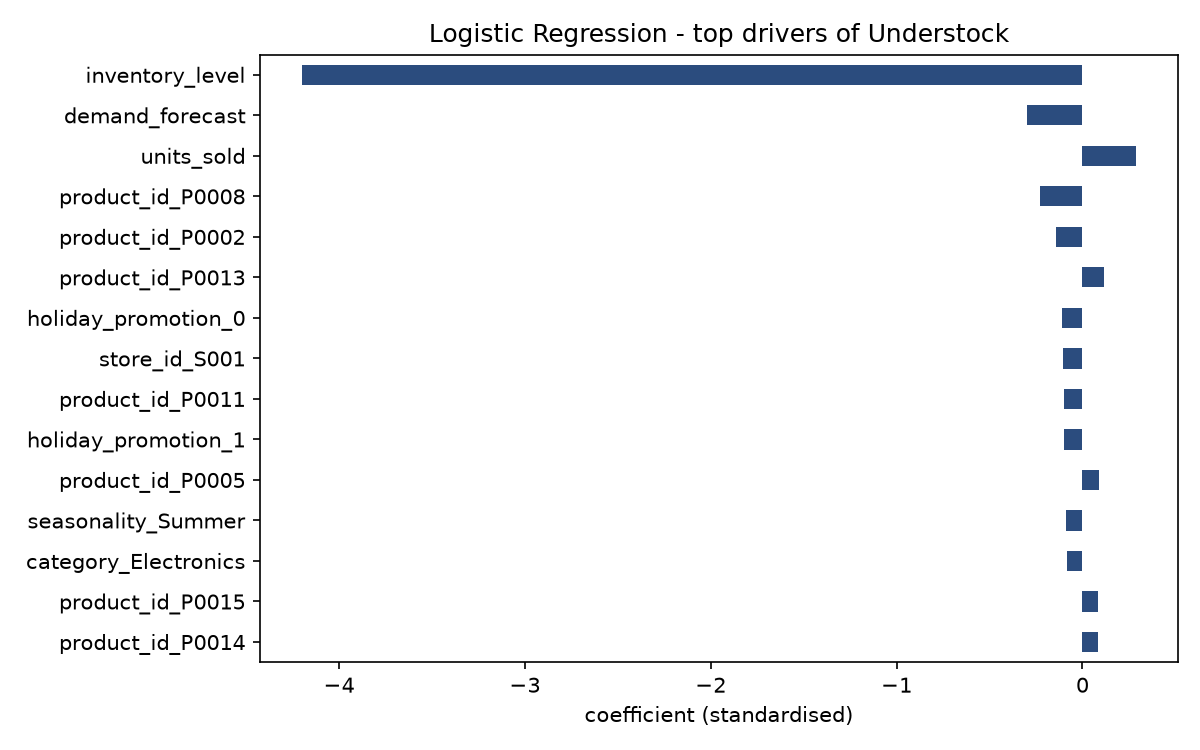 Logistic Regression - top drivers of Understock
inventory_level
demand_forecast
units_sold
product_id_P0008
product_id_P0002
product_id_P0013
holiday_promotion_0
store_id_S001
product_id_P0011
holiday_promotion_1
product_id_P0005
seasonality_Summer
category_Electronics
product_id_P0015
product_id_P0014
−4 −3 −2 −1 0
coefficient (standardised)